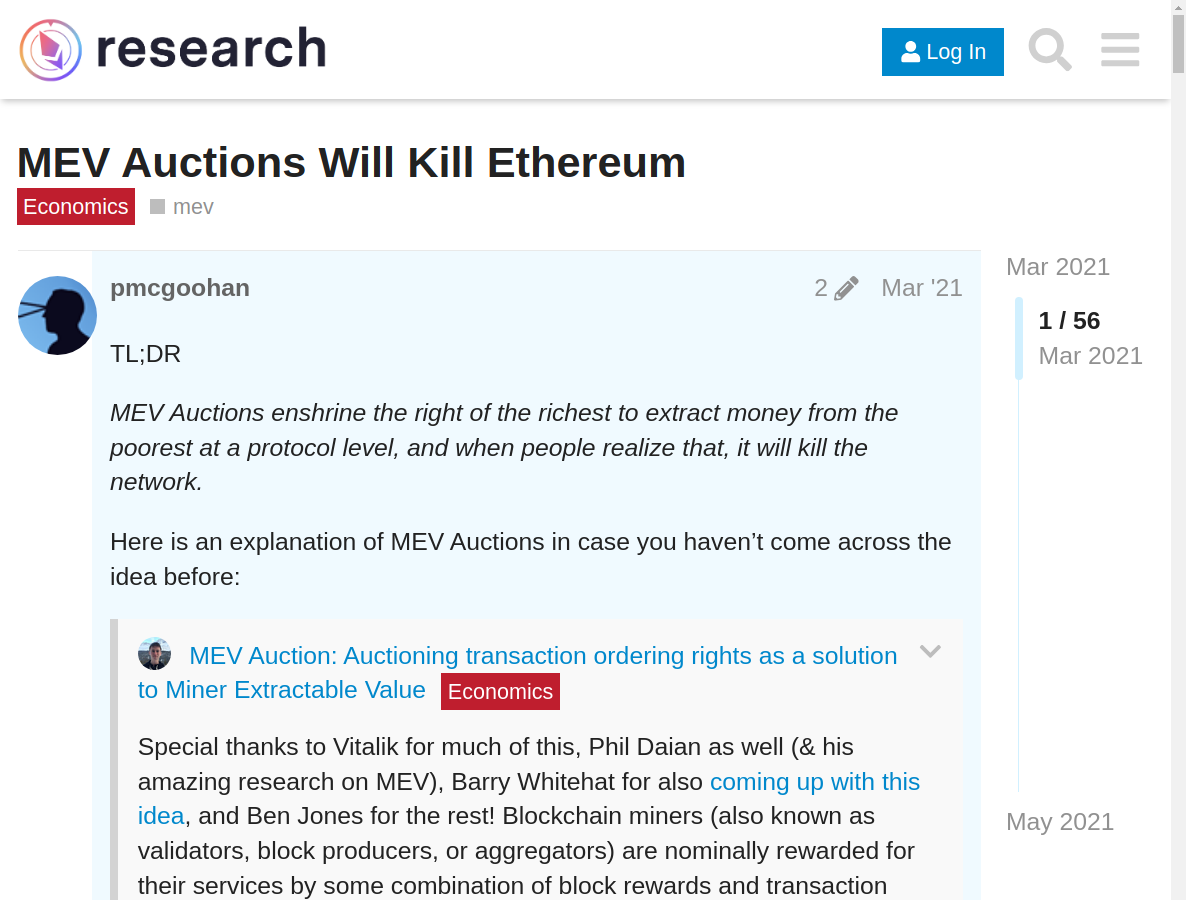 research
Log In
MEV Auctions Will Kill Ethereum
Economics mev
pmcgoohan 2 Mar '21
Mar 2021
1 / 56
Mar 2021
TL;DR
MEV Auctions enshrine the right of the richest to extract money from the
poorest at a protocol level, and when people realize that, it will kill the
network.
Here is an explanation of MEV Auctions in case you haven’t come across the
idea before:
MEV Auction: Auctioning transaction ordering rights as a solution
to Miner Extractable Value Economics
Special thanks to Vitalik for much of this, Phil Daian as well (& his
amazing research on MEV), Barry Whitehat for also coming up with this
idea, and Ben Jones for the rest! Blockchain miners (also known as
validators, block producers, or aggregators) are nominally rewarded for
their services by some combination of block rewards and transaction
May 2021